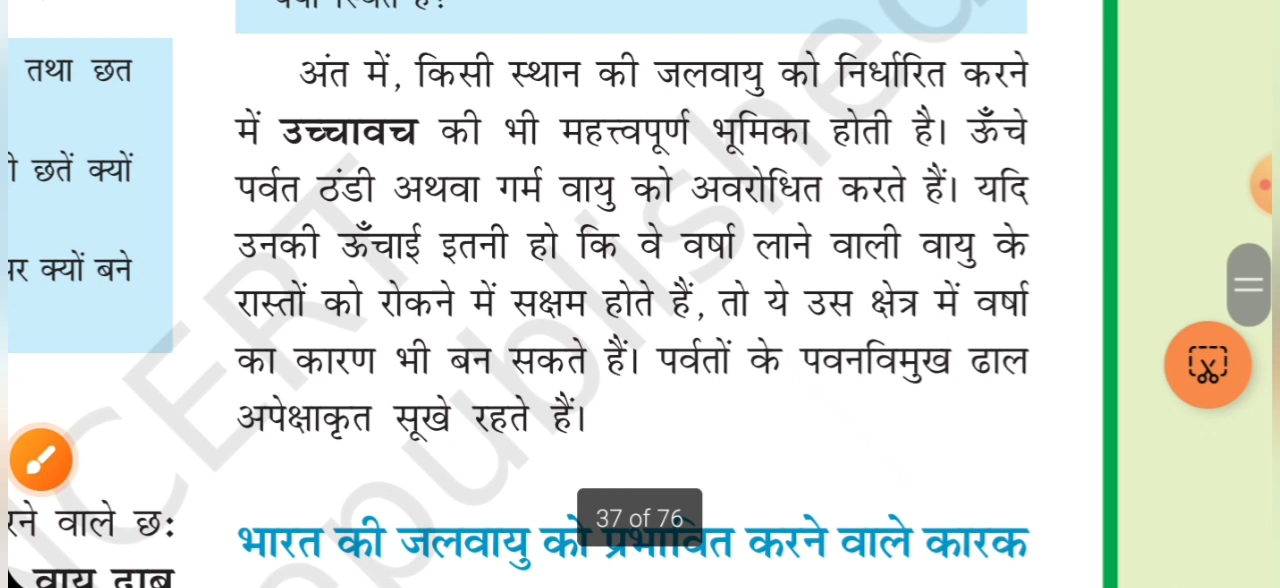 तथा छत
छतें क्यों
क्यों बने
रने वाले छः
वायु दाब
अंत में, किसी स्थान की जलवायु को निर्धारित करने
में उच्चावच की भी महत्त्वपूर्ण भूमिका होती है। ऊँचे
पर्वत ठंडी अथवा गर्म वायु को अवरोधित करते हैं। यदि
उनकी ऊँचाई इतनी हो कि वे वर्षा लाने वाली वायु के
रास्तों को रोकने में सक्षम होते हैं, तो ये उस क्षेत्र में वर्षा
का कारण भी बन सकते हैं। पर्वतों के पवनविमुख ढाल
अपेक्षाकृत सूखे रहते हैं।
37 of 76
भारत की जलवायु को प्रभावित करने वाले कारक
NCERT
republished